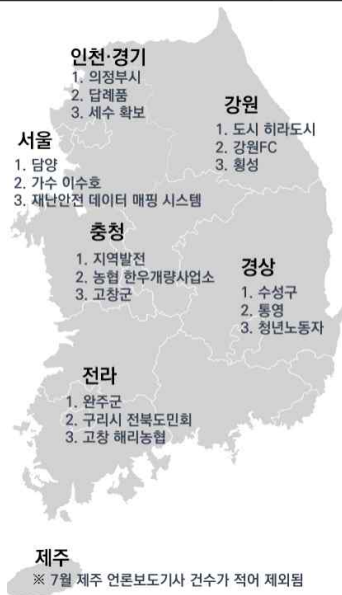 인천·경기
1. 의정부시
2. 답례품
3. 세수 확보
강원
1. 도시 히라도시
2. 강원FC
3. 횡성
서울
1. 담양
2. 가수 이수호
3. 재난안전 데이터 매핑 시스템
충청
1. 지역발전
2. 농협 한우개량사업소
3. 고창군
경상
1. 수성구
2. 통영
3. 청년노동자
전라
1. 완주군
2. 구리시 전북도민회
3. 고창 해리농협
제주
※ 7월 제주 언론보도기사 건수가 적어 제외됨